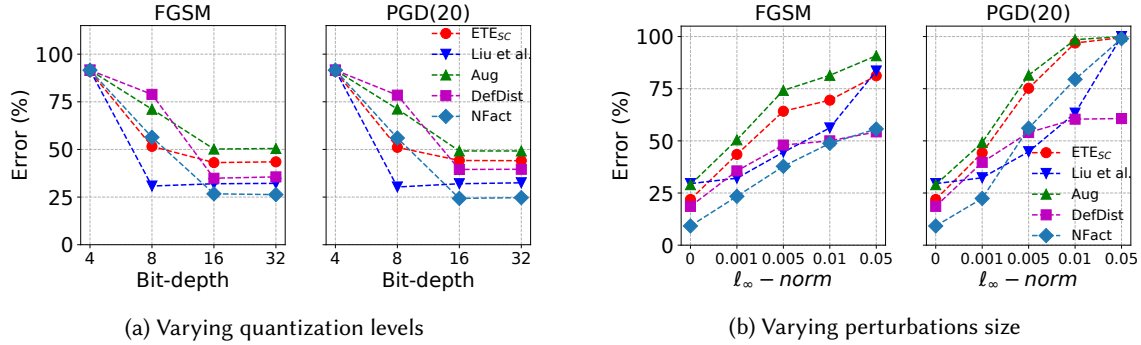 FGSM
PGD(20)
Error (%)
100
75
50
25
0
4 8 16 32
Bit-depth
4 8 16 32
Bit-depth
ETE_SC
Liu et al.
Aug
DefDist
NFact
(a) Varying quantization levels
FGSM
PGD(20)
Error (%)
100
75
50
25
0
0 0.001 0.005 0.01 0.05
ℓ∞ − norm
0 0.001 0.005 0.01 0.05
ℓ∞ − norm
ETE_SC
Liu et al.
Aug
DefDist
NFact
(b) Varying perturbations size